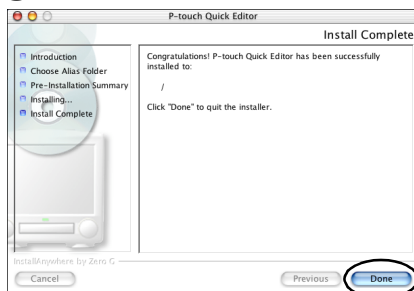 P-touch Quick Editor
Install Complete
Introduction
Choose Alias Folder
Pre-Installation Summary
Installing...
Install Complete
Congratulations! P-touch Quick Editor has been successfully
installed to:
/
Click "Done" to quit the installer.
InstallAnywhere by Zero G
Cancel
Previous
Done